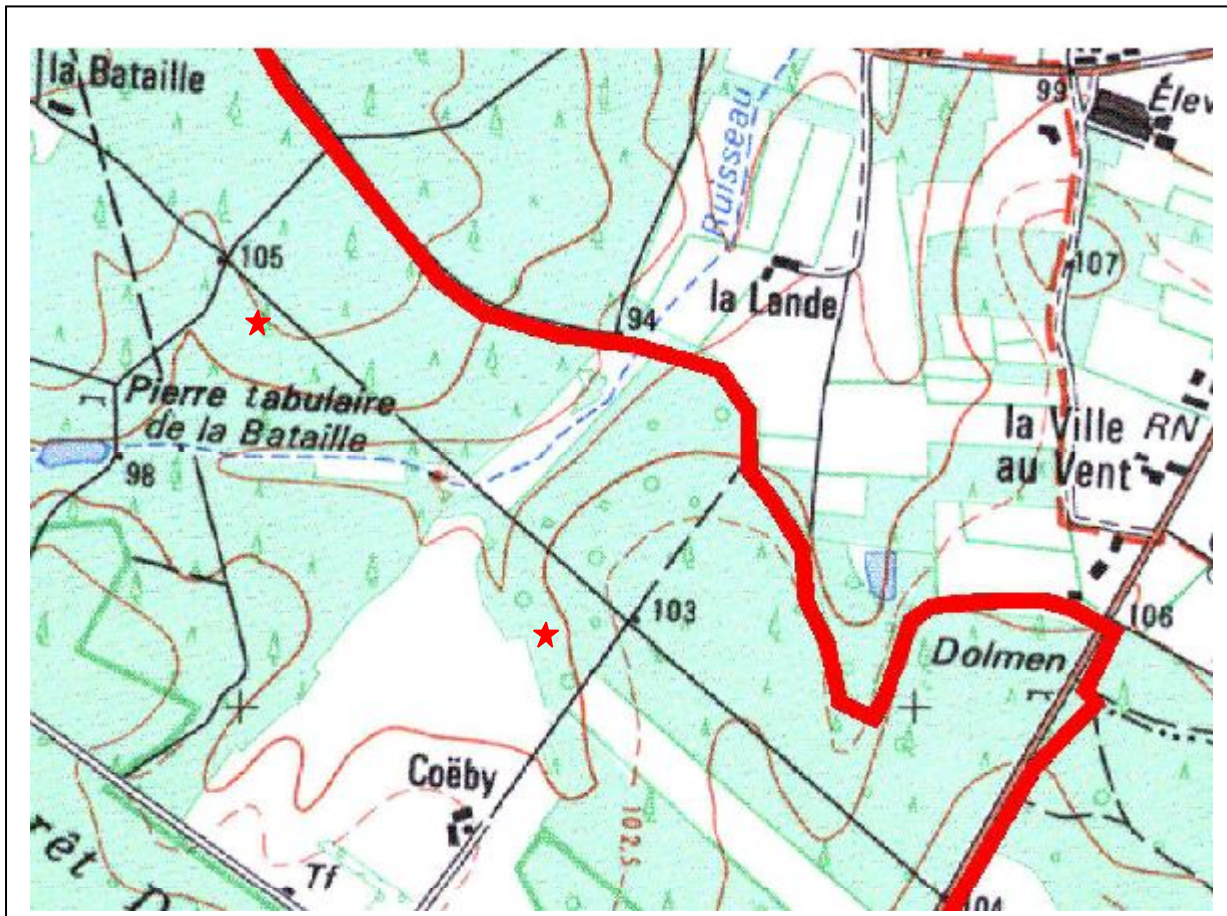 la Bataille
99
Élev
Ruisseau
105
107
la Lande
94
Pierre tabulaire
de la Bataille
la Ville
au Vent
RN
98
103
106
Dolmen
Coëby
102,5
Tf
rêt
104